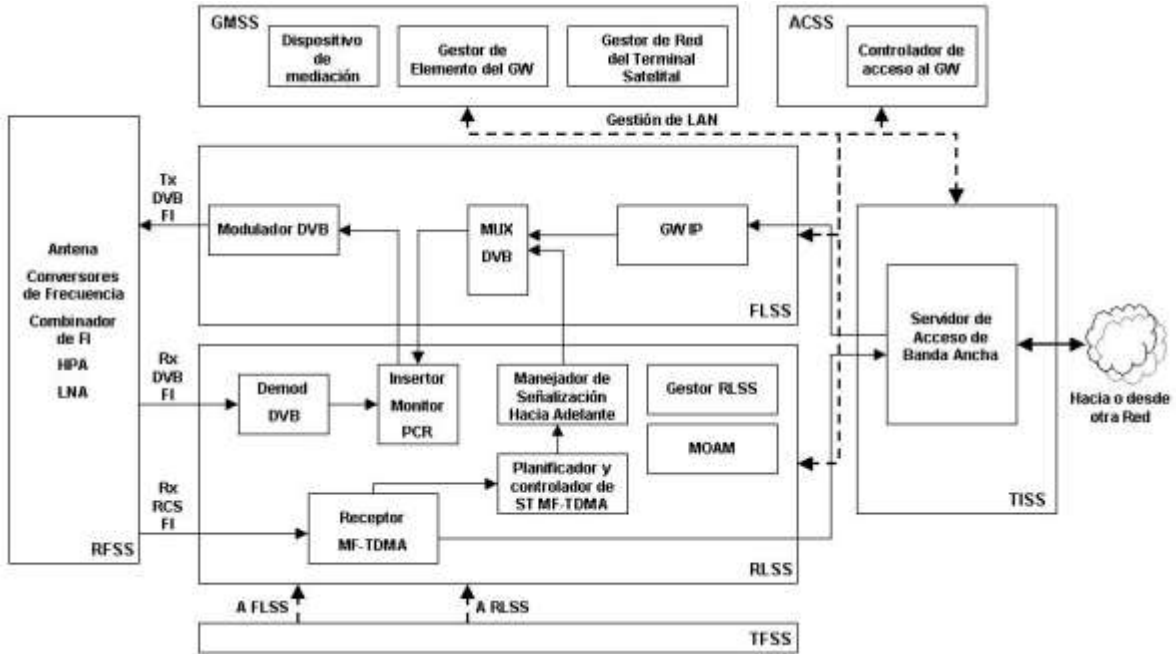 GMSS
Dispositivo
de
mediación
Gestor de
Elemento del GW
Gestor de Red
del Terminal
Satelital
ACSS
Controlador de
acceso al GW
Gestión de LAN
Antena
Conversores
de Frecuencia
Combinador
de FI
HPA
LNA
RFSS
Tx
DVB
FI
Modulador DVB
MUX
DVB
GW IP
FLSS
Rx
DVB
FI
Demod
DVB
Insertor
Monitor
PCR
Manejador de
Señalización
Hacia Adelante
Gestor RLSS
MOAM
Rx
RCS
FI
Receptor
MF-TDMA
Planificador y
controlador de
ST MF-TDMA
RLSS
Servidor de
Acceso de
Banda Ancha
TISS
Hacia o desde
otra Red
A FLSS
A RLSS
TFSS